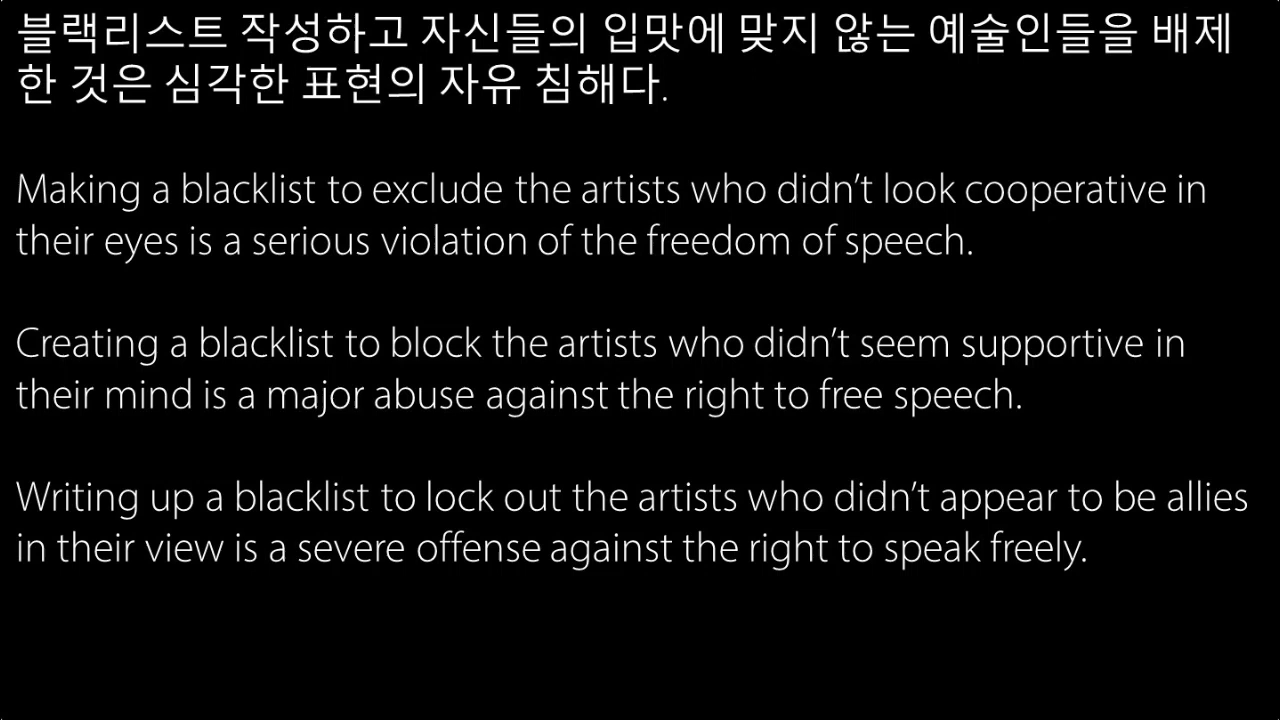 블랙리스트 작성하고 자신들의 입맛에 맞지 않는 예술인들을 배제
한 것은 심각한 표현의 자유 침해다.
Making a blacklist to exclude the artists who didn’t look cooperative in
their eyes is a serious violation of the freedom of speech.
Creating a blacklist to block the artists who didn’t seem supportive in
their mind is a major abuse against the right to free speech.
Writing up a blacklist to lock out the artists who didn’t appear to be allies
in their view is a severe offense against the right to speak freely.